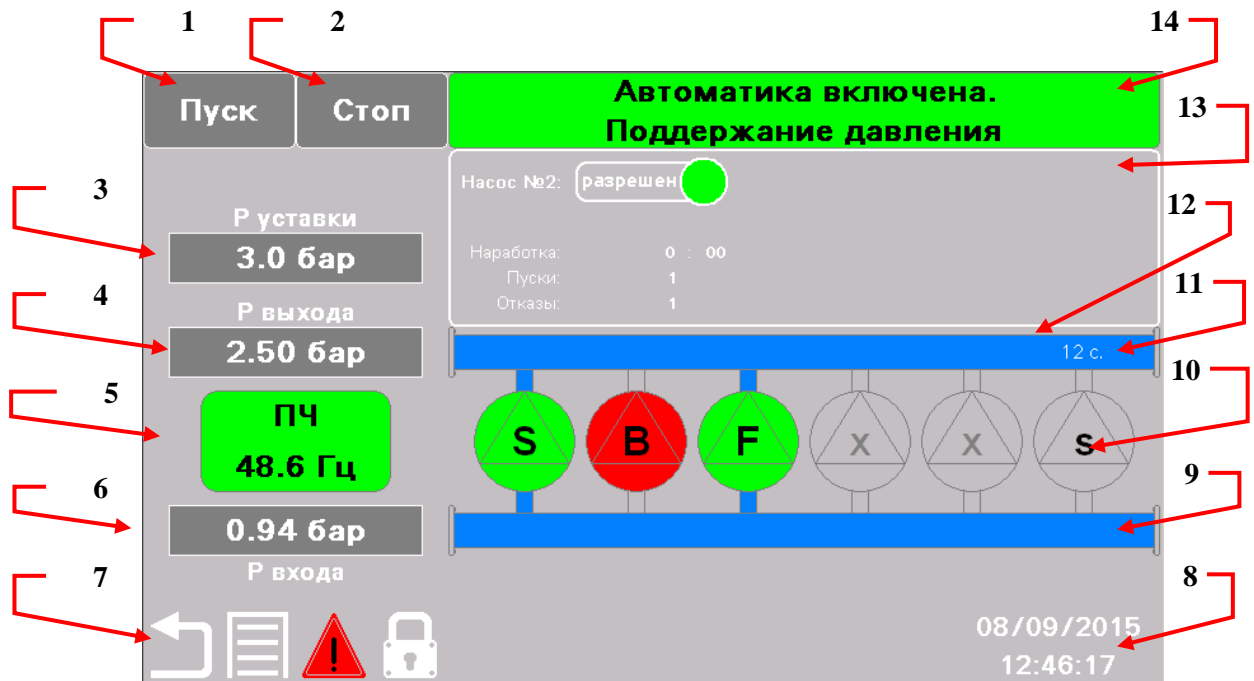 1
2
14
Пуск
Стоп
Автоматика включена.
Поддержание давления
13
Насос №2: разрешен
3
12
Р уставки
3.0 бар
Наработка: 0 : 00
Пуски: 1
Отказы: 1
4
11
Р выхода
2.50 бар
12 с.
10
5
ПЧ
48.6 Гц
S B F X X s
6
9
0.94 бар
Р входа
7
8
!
08/09/2015
12:46:17